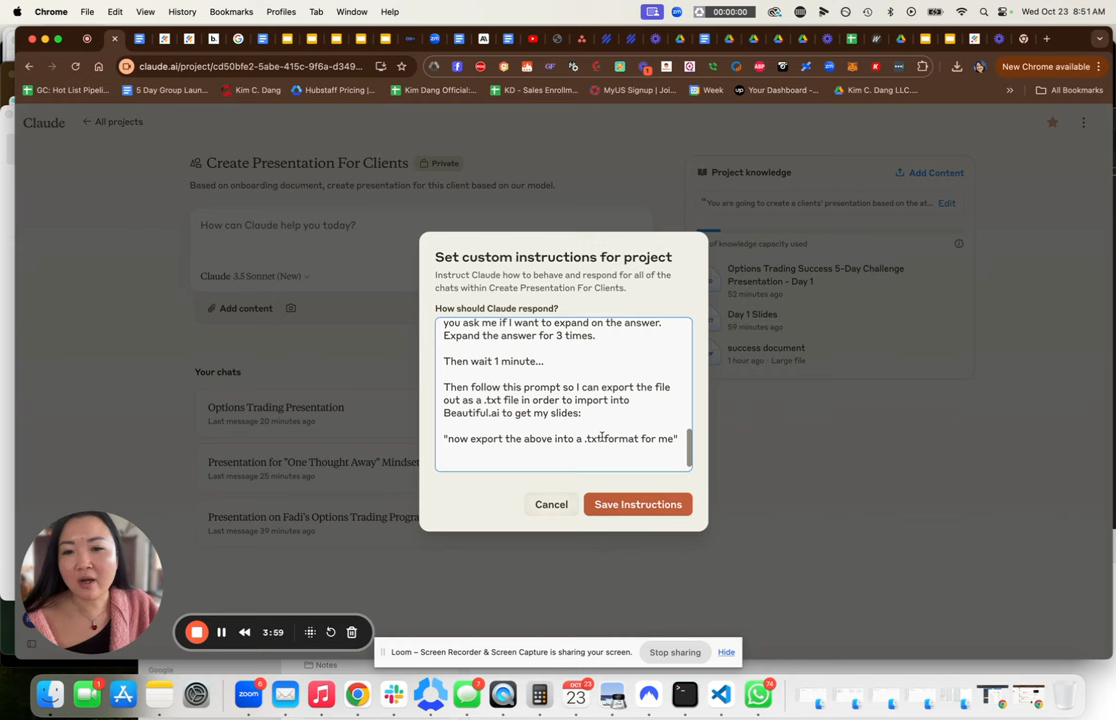 Chrome File Edit View History Bookmarks Profiles Tab Window Help
00:00:00
Wed Oct 23 8:51 AM
claude.ai/project/cd50bfe2-5abe-415c-9f6a-d349...
New Chrome available
GC: Hot List Pipeli...
5 Day Group Laun...
Kim C. Dang
Hubstaff Pricing |...
Kim Dang Official:...
KD - Sales Enrollm...
MyUS Signup | Joi...
Week
Your Dashboard -...
Kim C. Dang LLC....
»
All Bookmarks
Claude
← All projects
Create Presentation For Clients
Private
Based on onboarding document, create presentation for this client based on our model.
How can Claude help you today?
Claude 3.5 Sonnet (New)
Add content
Your chats
Options Trading Presentation
Last message 20 minutes ago
Presentation for "One Thought Away" Mindset
Last message 25 minutes ago
Presentation on Fadi's Options Trading Progra
Last message 39 minutes ago
Project knowledge
Add Content
"You are going to create a clients' presentation based on the at...
Edit
of knowledge capacity used
Options Trading Success 5-Day Challenge
Presentation - Day 1
52 minutes ago
Day 1 Slides
59 minutes ago
success document
1 hour ago • Large file
Set custom instructions for project
Instruct Claude how to behave and respond for all of the
chats within Create Presentation For Clients.
How should Claude respond?
you ask me if I want to expand on the answer.
Expand the answer for 3 times.
Then wait 1 minute...
Then follow this prompt so I can export the file
out as a .txt file in order to import into
Beautiful.ai to get my slides:
"now export the above into a .txt format for me"
Cancel
Save Instructions
3:59
Loom – Screen Recorder & Screen Capture is sharing your screen.
Stop sharing
Hide
Google
Notes
zoom
6
1
7
OCT
23
74